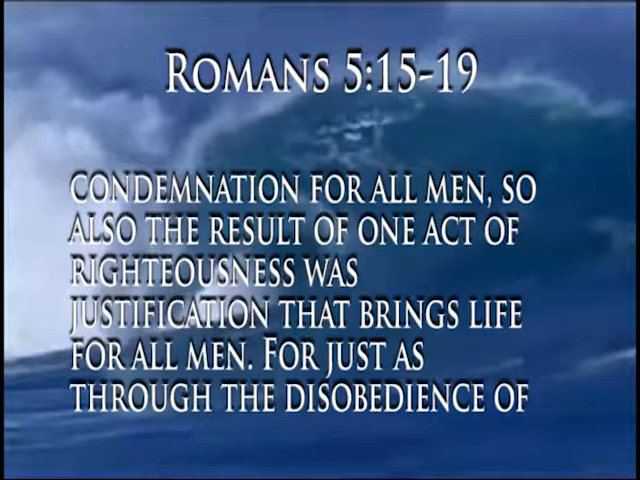 ROMANS 5:15-19
CONDEMNATION FOR ALL MEN, SO
ALSO THE RESULT OF ONE ACT OF
RIGHTEOUSNESS WAS
JUSTIFICATION THAT BRINGS LIFE
FOR ALL MEN. FOR JUST AS
THROUGH THE DISOBEDIENCE OF